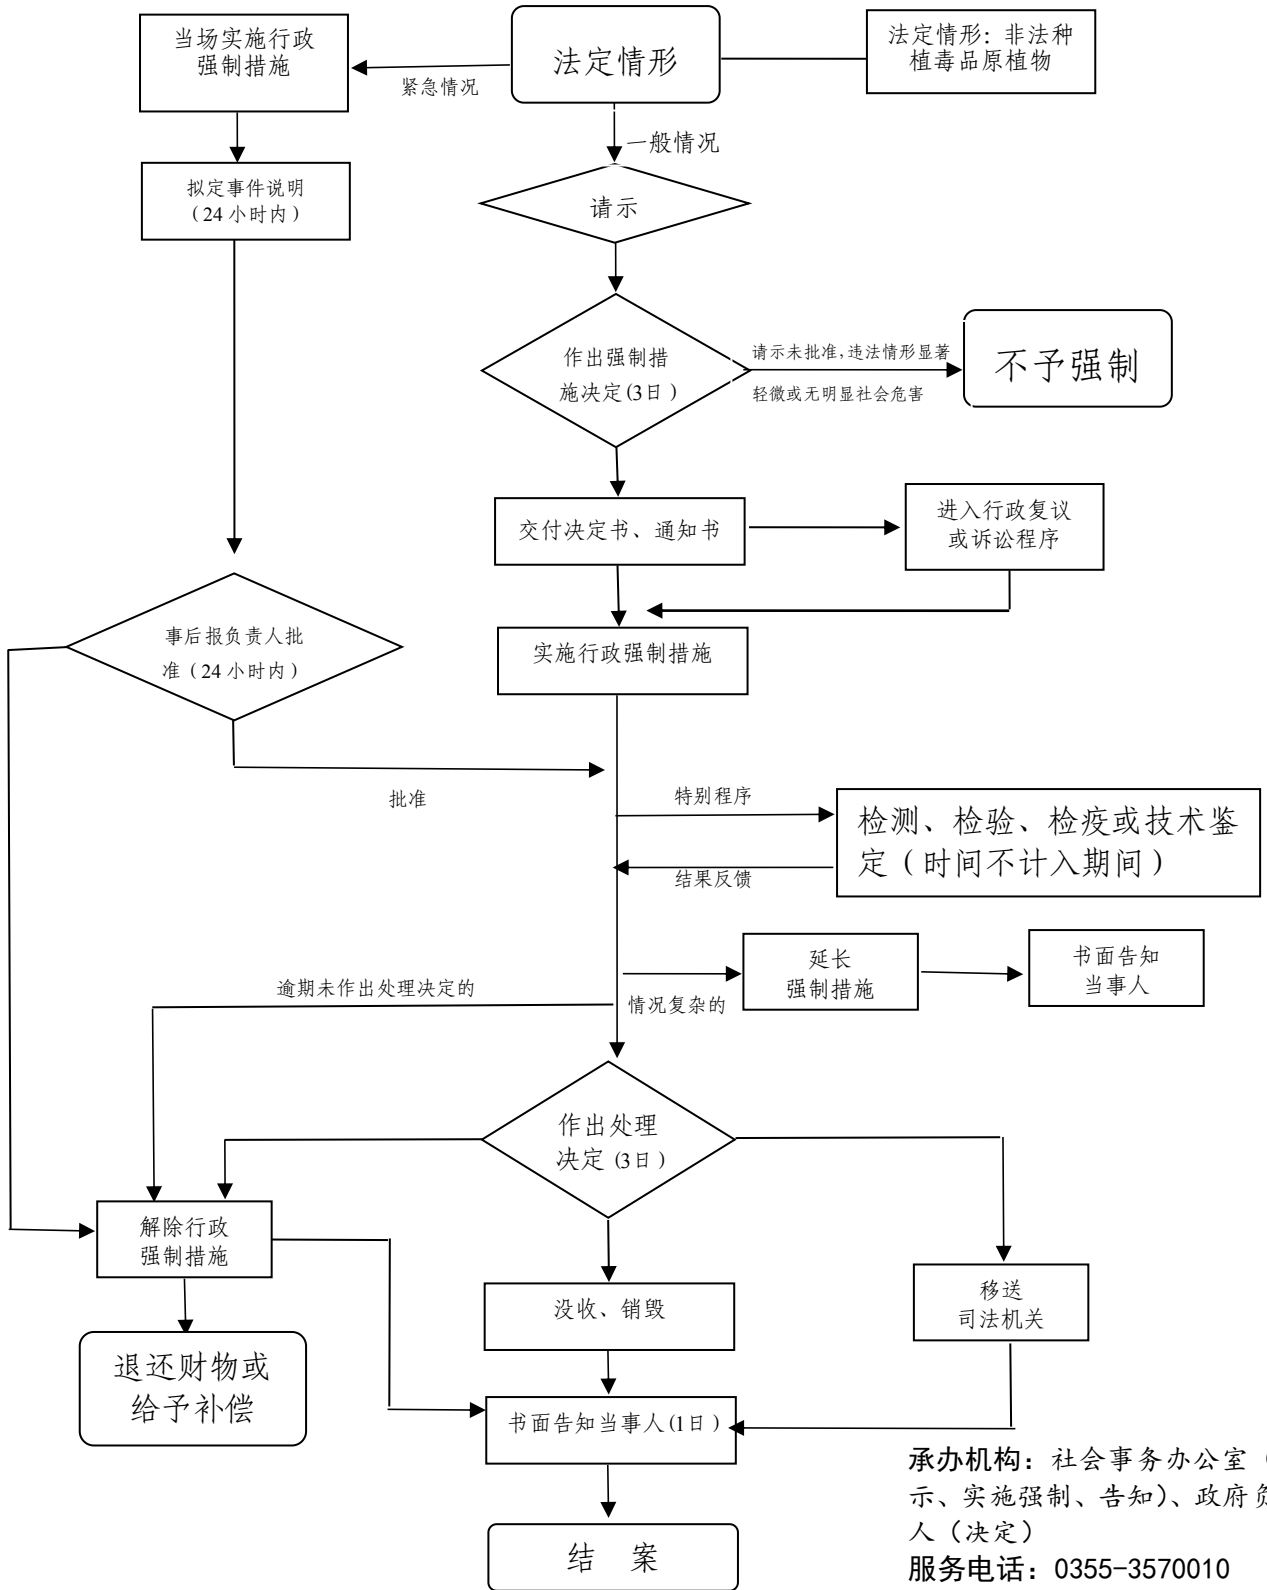 当场实施行政
强制措施
法定情形
法定情形：非法种
植毒品原植物
紧急情况
一般情况
拟定事件说明
（24小时内）
请示
作出强制措
施决定(3日)
请示未批准,违法情形显著
轻微或无明显社会危害
不予强制
交付决定书、通知书
进入行政复议
或诉讼程序
事后报负责人批
准（24小时内）
实施行政强制措施
批准
特别程序
检测、检验、检疫或技术鉴
定（时间不计入期间）
结果反馈
延长
强制措施
书面告知
当事人
逾期未作出处理决定的
情况复杂的
作出处理
决定(3日)
解除行政
强制措施
没收、销毁
移送
司法机关
退还财物或
给予补偿
书面告知当事人(1日)
承办机构：社会事务办公室（
示、实施强制、告知）、政府负
人（决定）
结 案
服务电话：0355-3570010